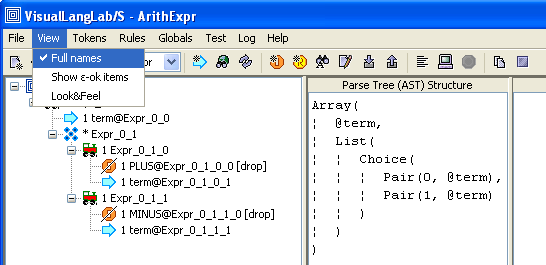 VisualLangLab/S - ArithExpr
File View Tokens Rules Globals Test Log Help
Full names
Show ε-ok items
Look&Feel
Parse Tree (AST) Structure
1 term@Expr_0_0
* Expr_0_1
1 Expr_0_1_0
1 PLUS@Expr_0_1_0_0 [drop]
1 term@Expr_0_1_0_1
1 Expr_0_1_1
1 MINUS@Expr_0_1_1_0 [drop]
1 term@Expr_0_1_1_1
Array(
¦ @term,
¦ List(
¦ ¦ Choice(
¦ ¦ ¦ Pair(0, @term),
¦ ¦ ¦ Pair(1, @term)
¦ ¦ )
¦ )
)